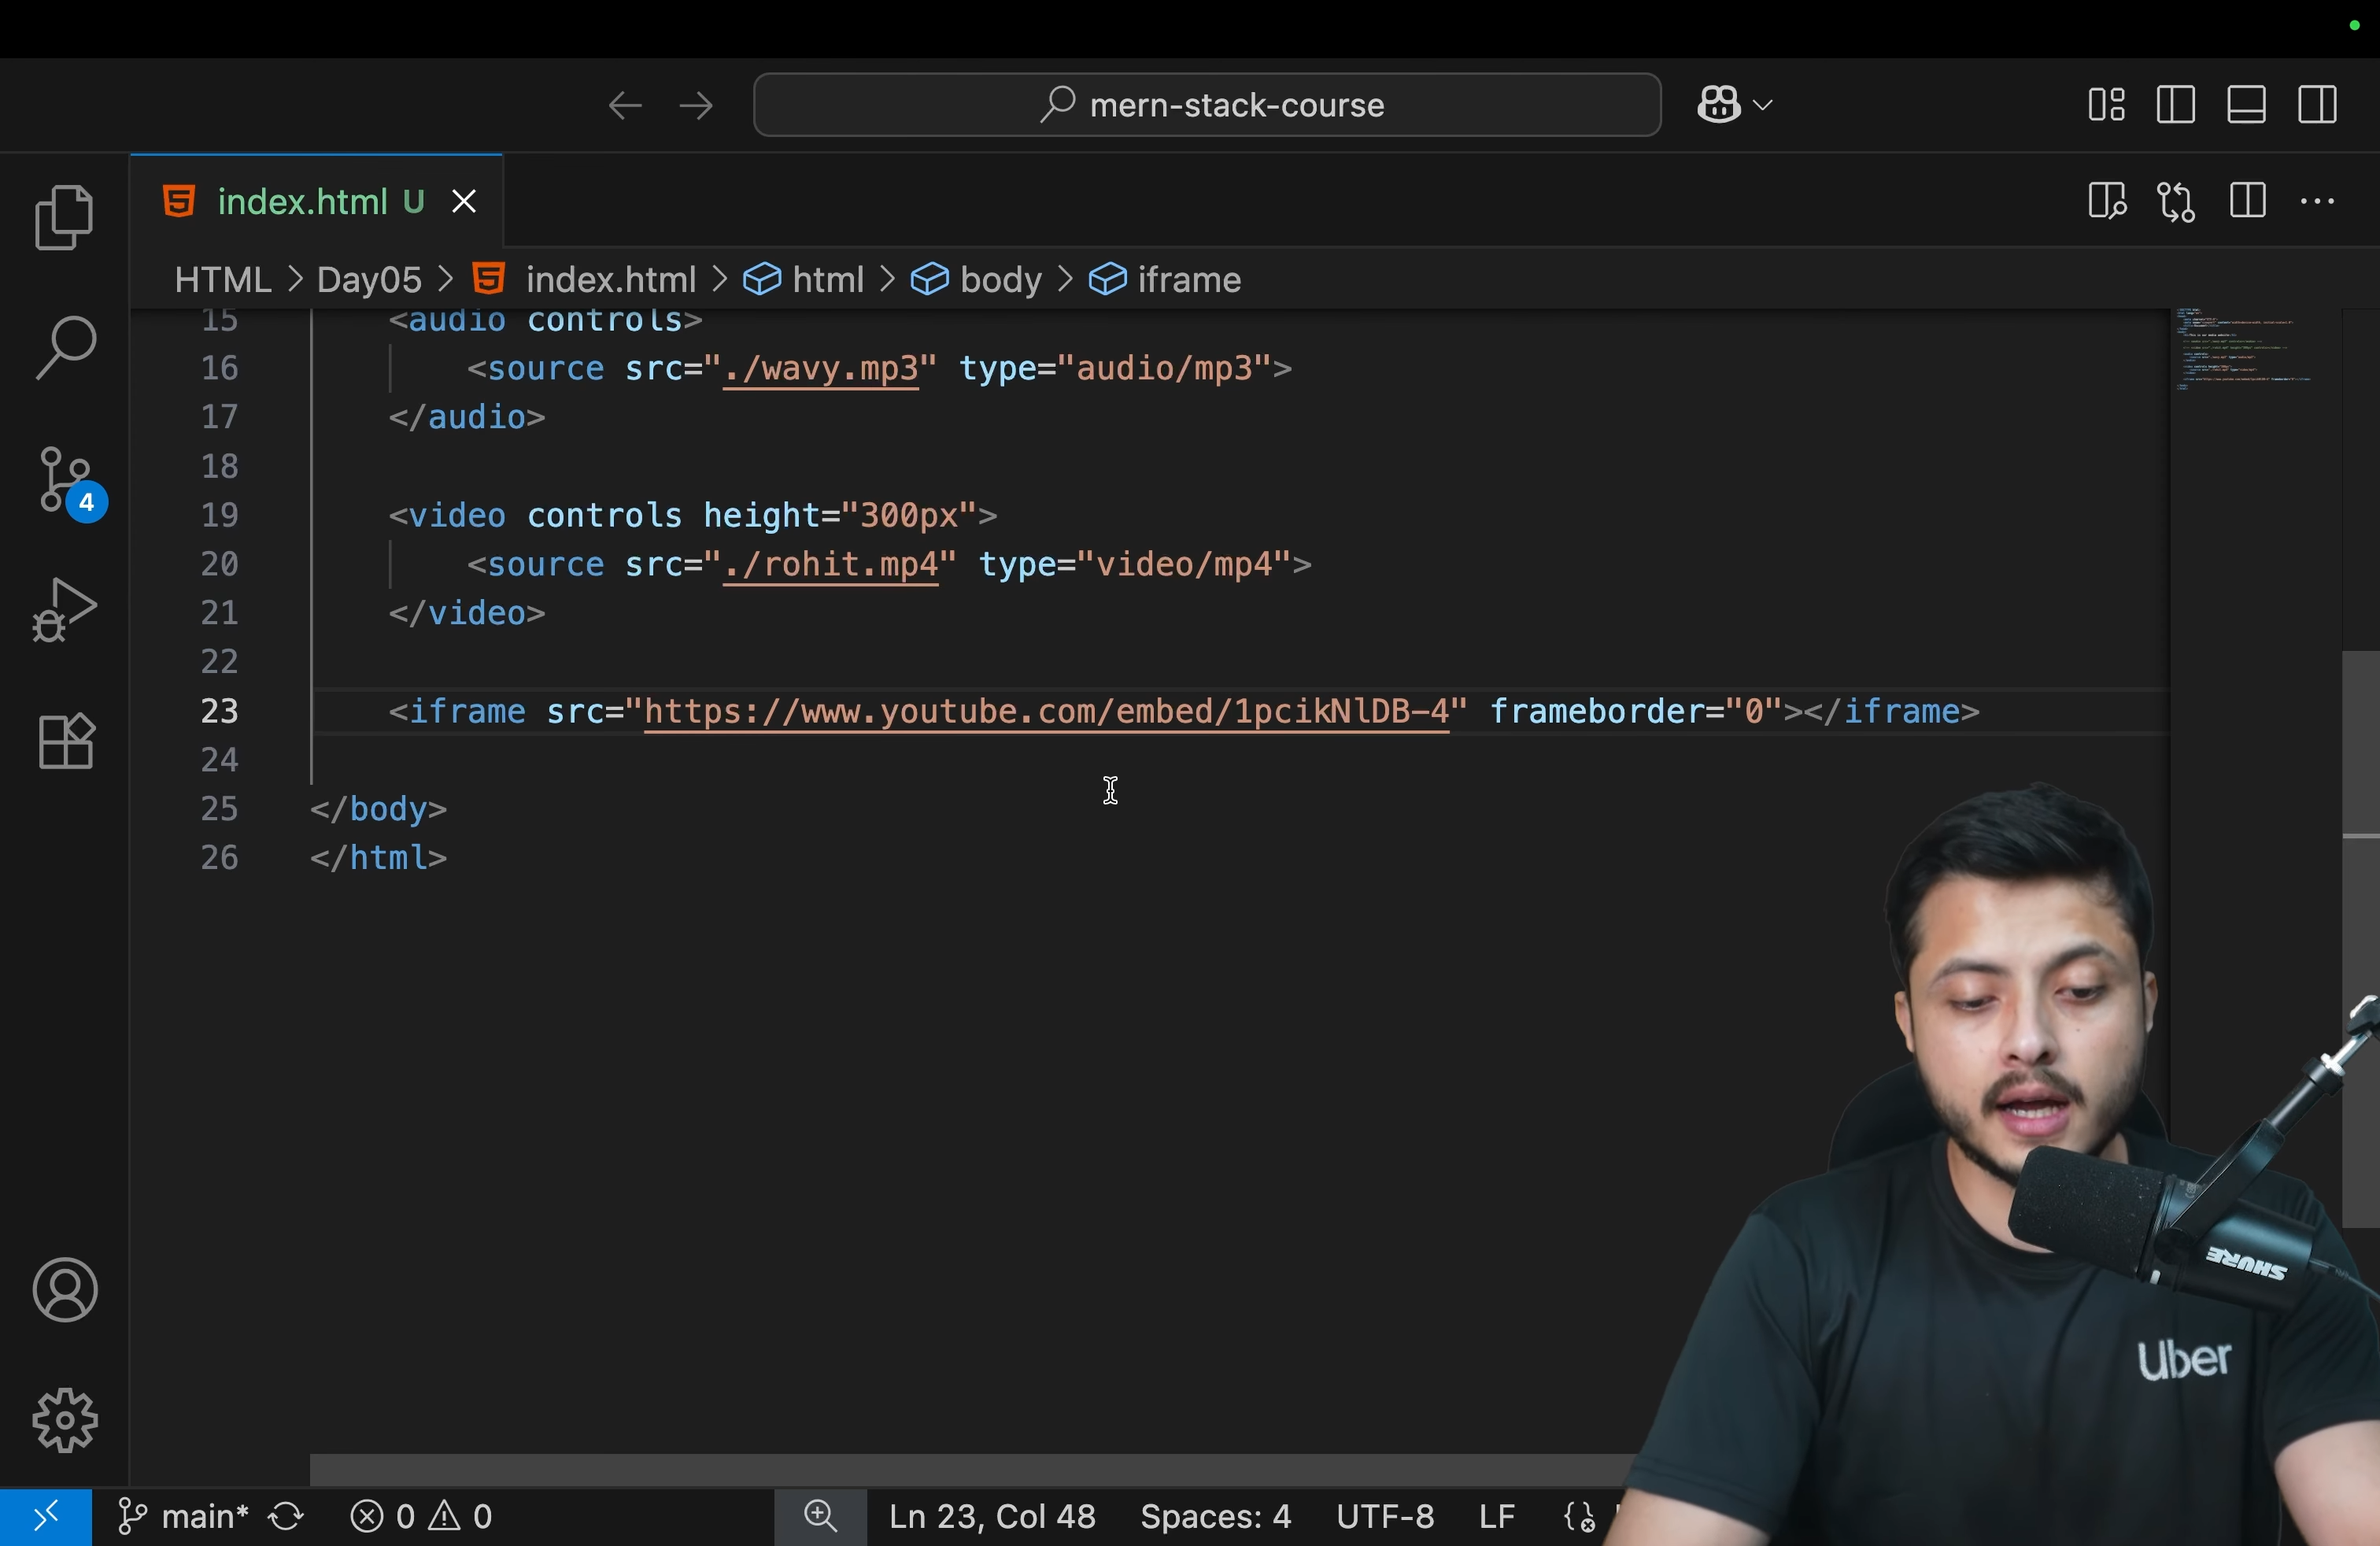 mern-stack-course
index.html U
HTML > Day05 > index.html > html > body > iframe
15 <audio controls>
16 <source src="./wavy.mp3" type="audio/mp3">
17 </audio>
18
19 <video controls height="300px">
20 <source src="./rohit.mp4" type="video/mp4">
21 </video>
22
23 <iframe src="https://www.youtube.com/embed/1pcikNlDB-4" frameborder="0"></iframe>
24
25 </body>
26 </html>
4
SHURE
Uber
main* 0 0 Ln 23, Col 48 Spaces: 4 UTF-8 LF